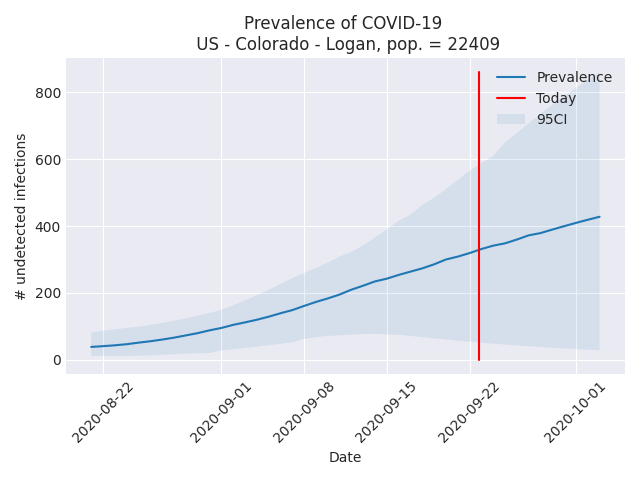 Prevalence of COVID-19
US - Colorado - Logan, pop. = 22409
Prevalence
Today
95CI
# undetected infections
800
600
400
200
0
2020-08-22
2020-09-01
2020-09-08
2020-09-15
2020-09-22
2020-10-01
Date